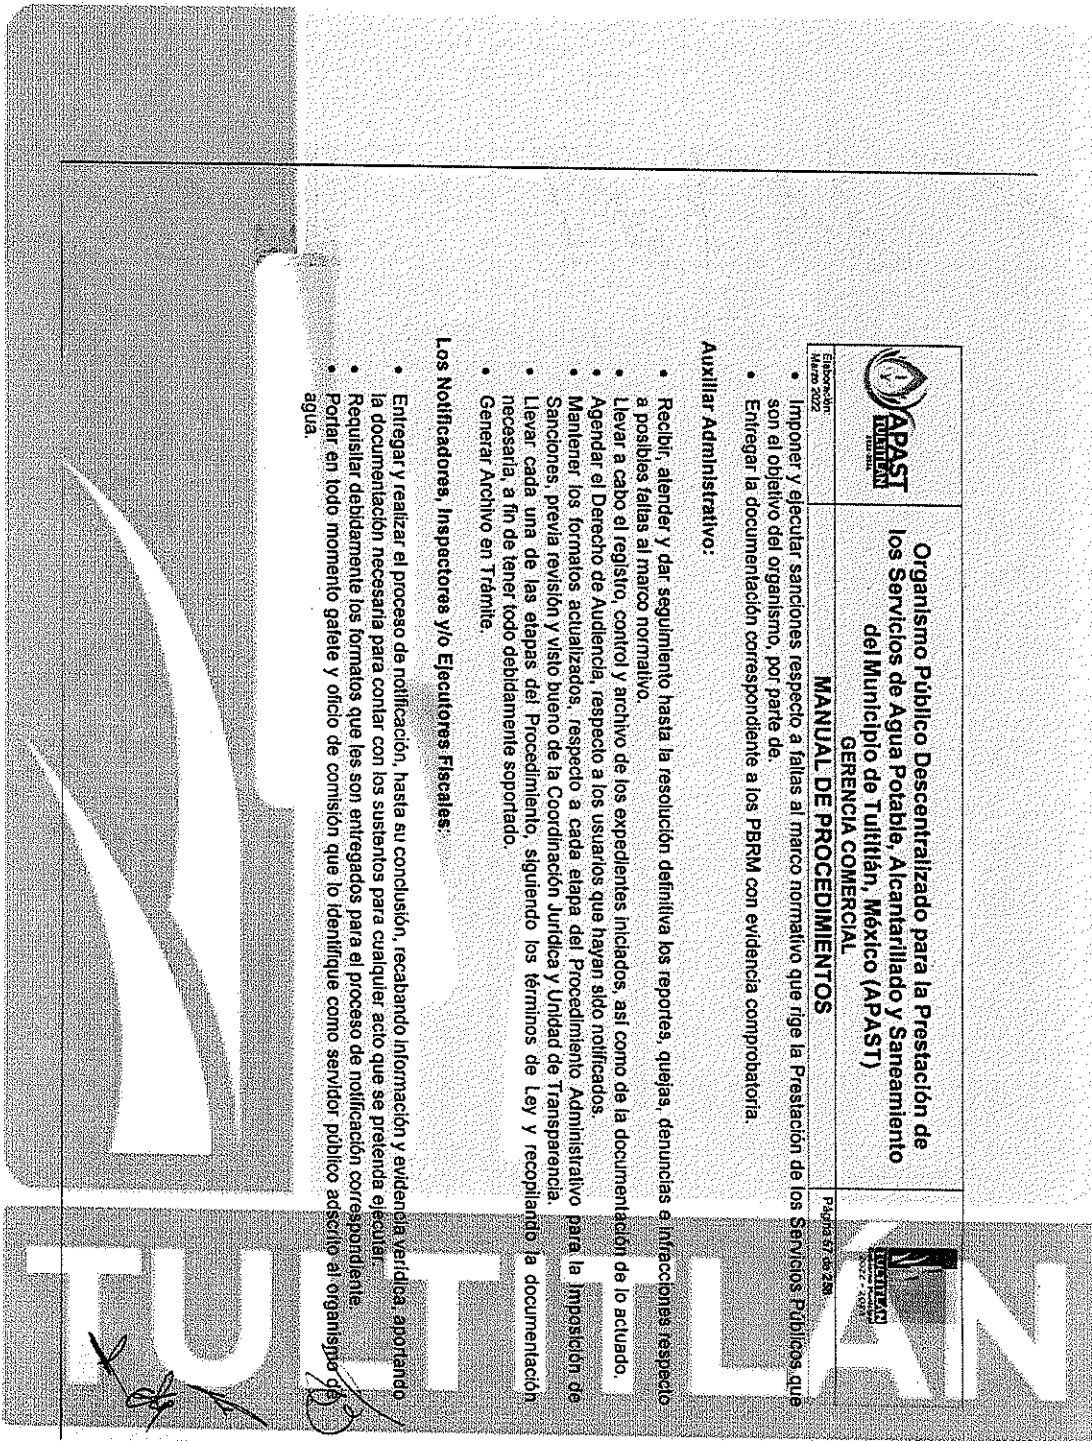 APAST
TULTITLÁN
Organismo Público Descentralizado para la Prestación de
los Servicios de Agua Potable, Alcantarillado y Saneamiento
del Municipio de Tultitlán, México (APAST)
GERENCIA COMERCIAL
TULTITLÁN
Elaboración:
Marzo 2022
MANUAL DE PROCEDIMIENTOS
Página 57 de 258
• Imponer y ejecutar sanciones respecto a faltas al marco normativo que rige la Prestación de los Servicios Públicos que
son el objetivo del organismo, por parte de.
• Entregar la documentación correspondiente a los PBRM con evidencia comprobatoria.
Auxiliar Administrativo:
• Recibir, atender y dar seguimiento hasta la resolución definitiva los reportes, quejas, denuncias e infracciones respecto
a posibles faltas al marco normativo.
• Llevar a cabo el registro, control y archivo de los expedientes iniciados, así como de la documentación de lo actuado,
• Agendar el Derecho de Audiencia, respecto a los usuarios que hayan sido notificados.
• Mantener los formatos actualizados, respecto a cada etapa del Procedimiento Administrativo para la Imposición de
Sanciones, previa revisión y visto bueno de la Coordinación Jurídica y Unidad de Transparencia.
• Llevar cada una de las etapas del Procedimiento, siguiendo los términos de Ley y recopilando la documentación
necesaria, a fin de tener todo debidamente soportado.
• Generar Archivo en Trámite.
Los Notificadores, Inspectores y/o Ejecutores Fiscales:
• Entregar y realizar el proceso de notificación, hasta su conclusión, recabando información y evidencia verídica, aportando
la documentación necesaria para contar con los sustentos para cualquier acto que se pretenda ejecutar.
• Requisitar debidamente los formatos que les son entregados para el proceso de notificación correspondiente.
• Portar en todo momento gafete y oficio de comisión que lo identifique como servidor público adscrito al organismo de
agua.
TULTITLÁN